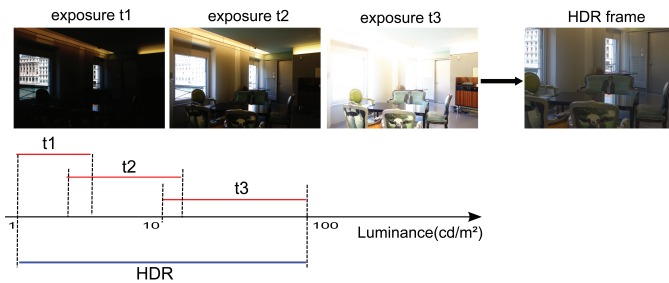 exposure t1 exposure t2 exposure t3 HDR frame
t1
t2
t3
1 10 100
Luminance(cd/m²)
HDR